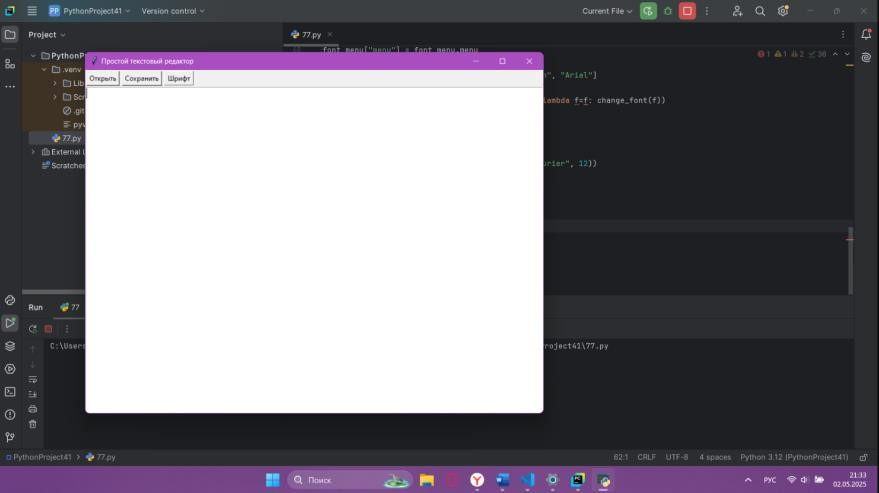 PP PythonProject41 Version control Current File
Project
77.py
font_menu["menu"] = font_menu.menu
1 1 2 36
PythonP
Простой текстовый редактор
.venv
Открыть Сохранить Шрифт
", "Arial"]
Lib
Scr
lambda f=f: change_font(f))
.git
pyv
77.py
External L
Scratches
urier", 12))
Run 77
C:\Users
roject41\77.py
PythonProject41 > 77.py 62:1 CRLF UTF-8 4 spaces Python 3.12 (PythonProject41)
Поиск
РУС
21:33
02.05.2025